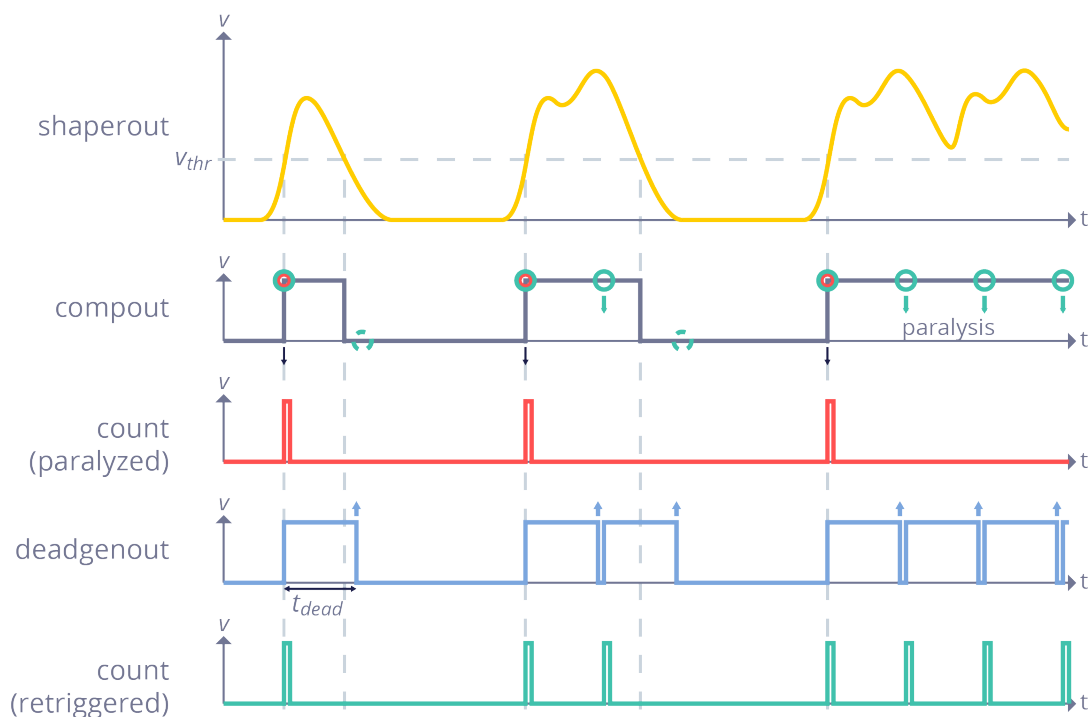 v
shaperout
v_thr
t
v
compout
paralysis
t
v
count
(paralyzed)
t
v
deadgenout
t
t_dead
v
count
(retriggered)
t